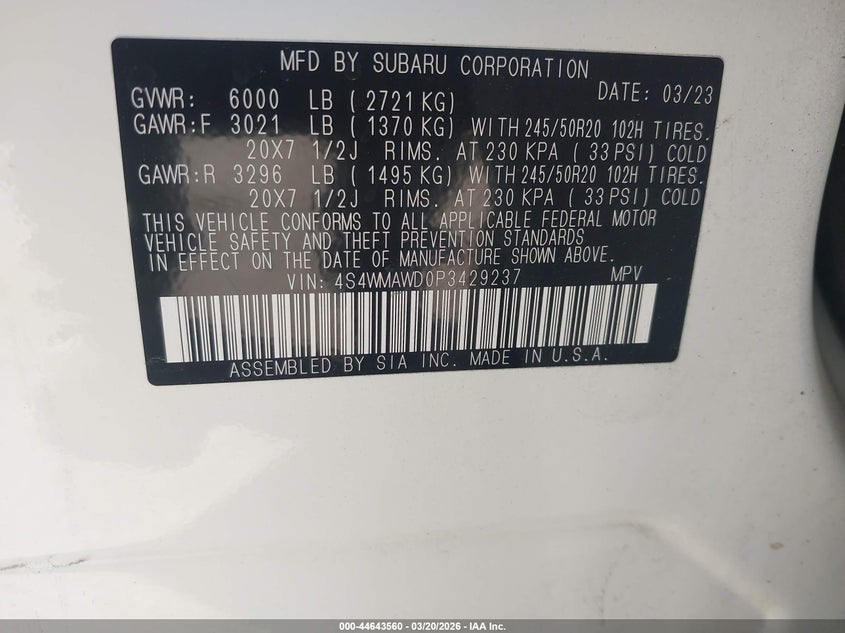 MFD BY SUBARU CORPORATION
GVWR: 6000 LB ( 2721 KG) DATE: 03/23
GAWR:F 3021 LB ( 1370 KG) WITH 245/50R20 102H TIRES.
20X7 1/2J RIMS. AT 230 KPA ( 33 PSI) COLD
GAWR:R 3296 LB ( 1495 KG) WITH 245/50R20 102H TIRES.
20X7 1/2J RIMS. AT 230 KPA ( 33 PSI) COLD
THIS VEHICLE CONFORMS TO ALL APPLICABLE FEDERAL MOTOR
VEHICLE SAFETY AND THEFT PREVENTION STANDARDS
IN EFFECT ON THE DATE OF MANUFACTURE SHOWN ABOVE.
VIN: 4S4WMAWD0P3429237 MPV
ASSEMBLED BY SIA INC. MADE IN U.S.A.
000-44643560 - 03/20/2026 - IAA Inc.